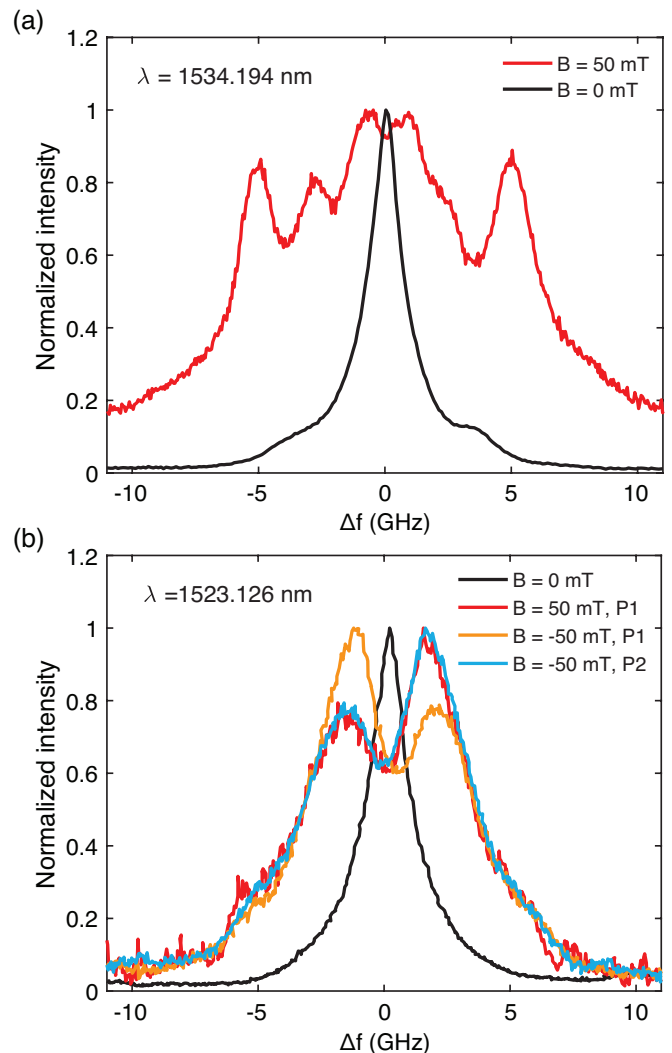 (a)
1.2
1
0.8
0.6
0.4
0.2
0
Normalized intensity
λ = 1534.194 nm
B = 50 mT
B = 0 mT
-10 -5 0 5 10
Δf (GHz)
(b)
1.2
1
0.8
0.6
0.4
0.2
0
Normalized intensity
λ =1523.126 nm
B = 0 mT
B = 50 mT, P1
B = -50 mT, P1
B = -50 mT, P2
-10 -5 0 5 10
Δf (GHz)